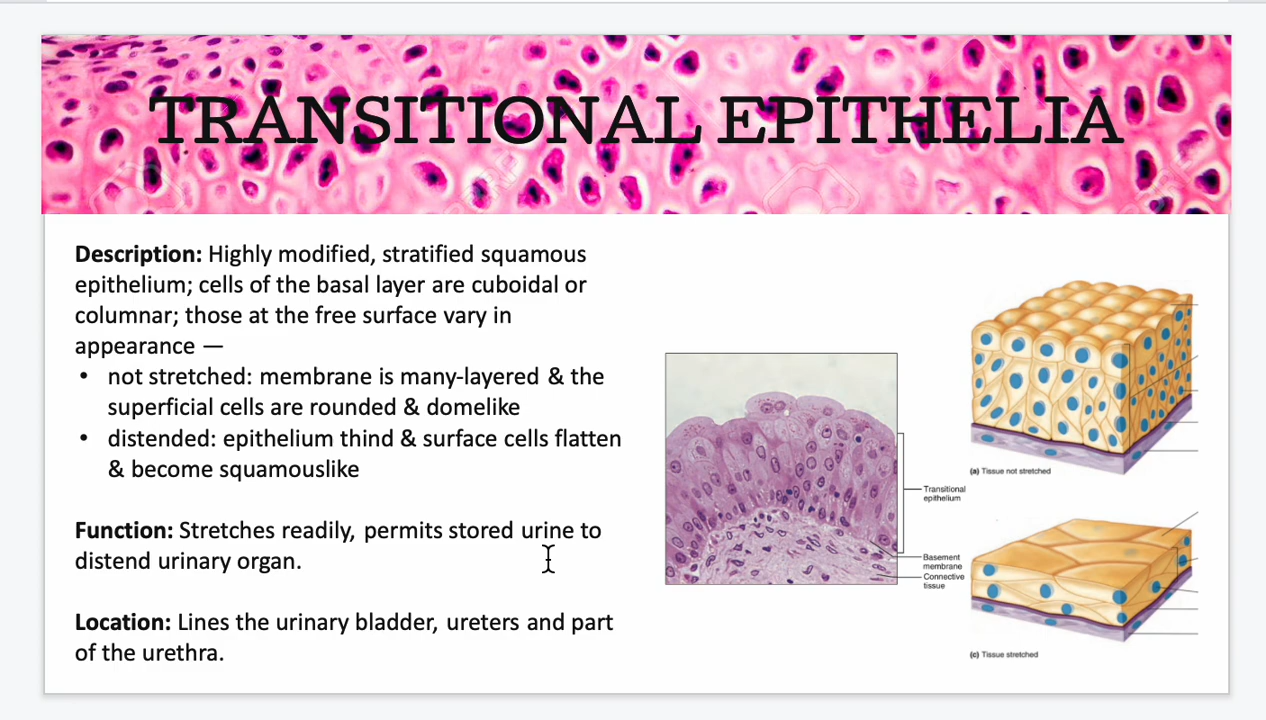 TRANSITIONAL EPITHELIA
Description: Highly modified, stratified squamous
epithelium; cells of the basal layer are cuboidal or
columnar; those at the free surface vary in
appearance —
• not stretched: membrane is many-layered & the
superficial cells are rounded & domelike
• distended: epithelium thind & surface cells flatten
& become squamouslike
Function: Stretches readily, permits stored urine to
distend urinary organ.
Location: Lines the urinary bladder, ureters and part
of the urethra.
Transitional
epithelium
Basement
membrane
Connective
tissue
(a) Tissue not stretched
(c) Tissue stretched